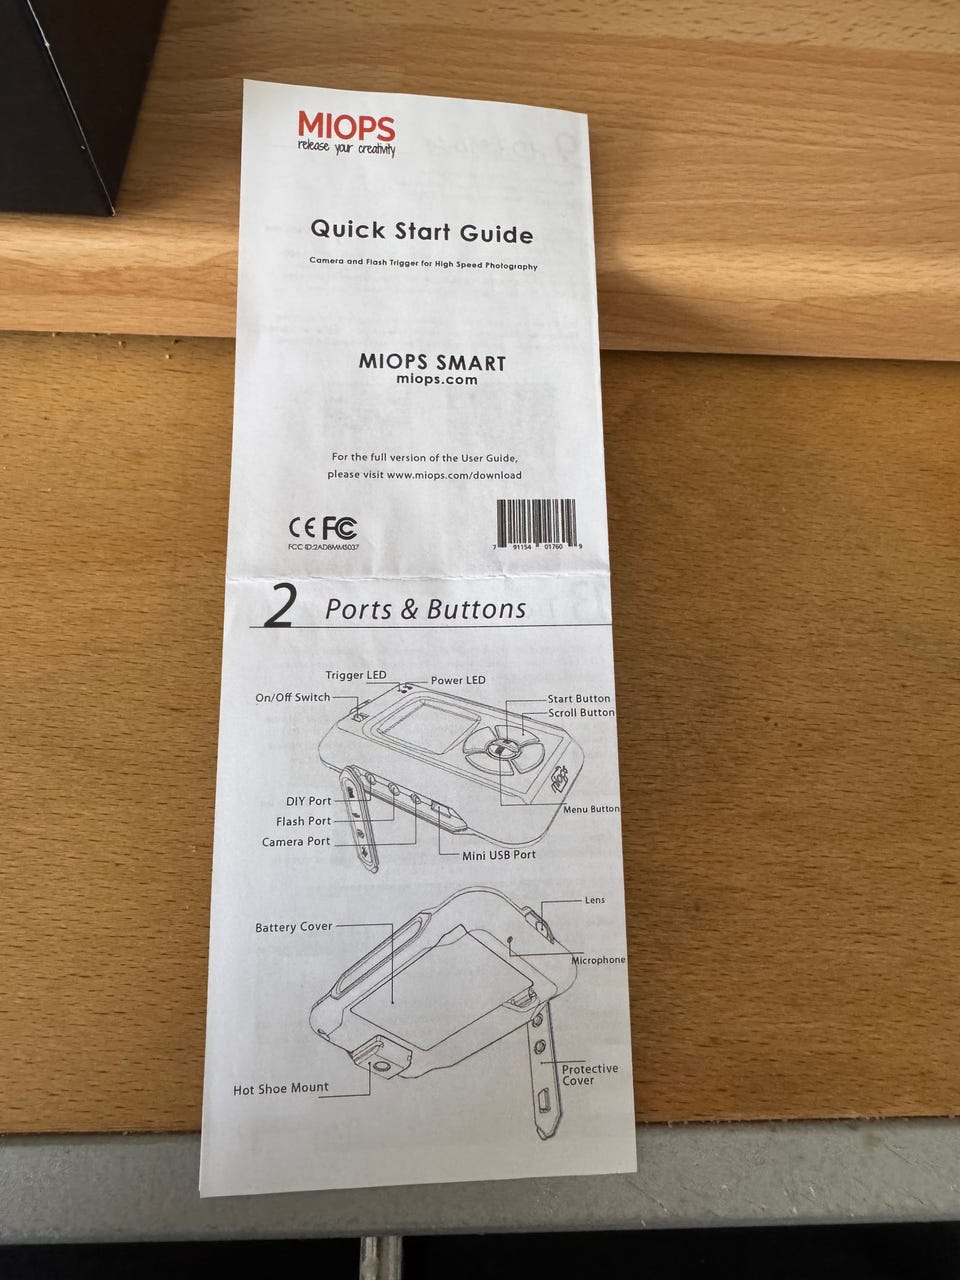 MIOPS
release your creativity
Quick Start Guide
Camera and Flash Trigger for High Speed Photography
MIOPS SMART
miops.com
For the full version of the User Guide,
please visit www.miops.com/download
CE FC
FCC ID:2ADBMMS037
7 91154 01760 9
2 Ports & Buttons
Trigger LED
Power LED
On/Off Switch
Start Button
Scroll Button
DIY Port
Menu Button
Flash Port
Camera Port
Mini USB Port
miops
Lens
Battery Cover
Microphone
Protective
Cover
Hot Shoe Mount